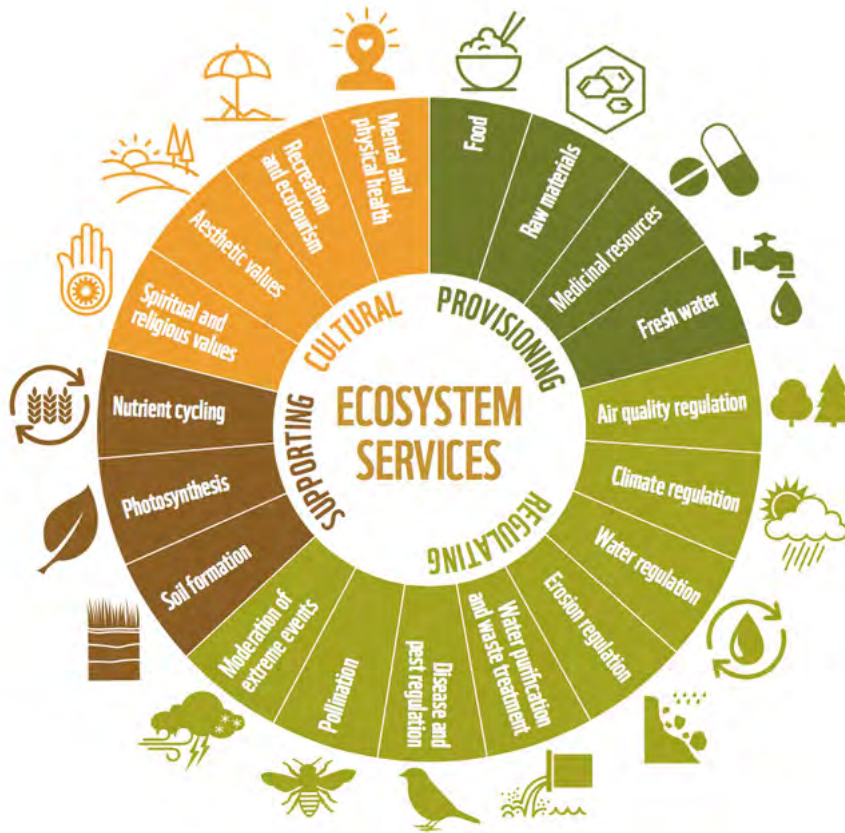 ECOSYSTEM
SERVICES
PROVISIONING
Food
Raw materials
Medicinal resources
Fresh water
REGULATING
Air quality regulation
Climate regulation
Water regulation
Erosion regulation
Water purification
and waste treatment
Disease and
pest regulation
Pollination
Moderation of
extreme events
SUPPORTING
Soil formation
Photosynthesis
Nutrient cycling
CULTURAL
Spiritual and
religious values
Aesthetic values
Recreation
and ecotourism
Mental and
physical health